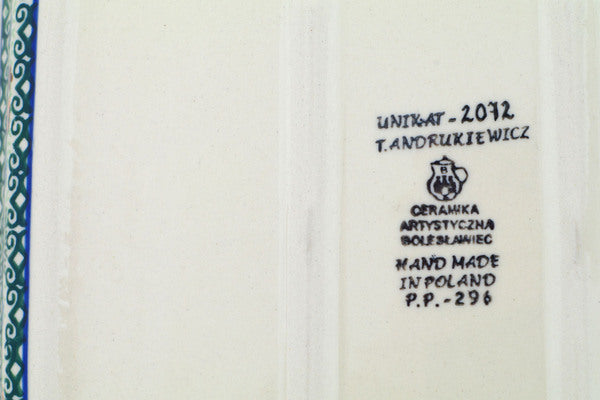 UNIKAT - 2072
T. ANDRUKIEWICZ
B
CERAMIKA
ARTYSTYCZNA
BOLESŁAWIEC
HAND MADE
IN POLAND
P.P. - 296